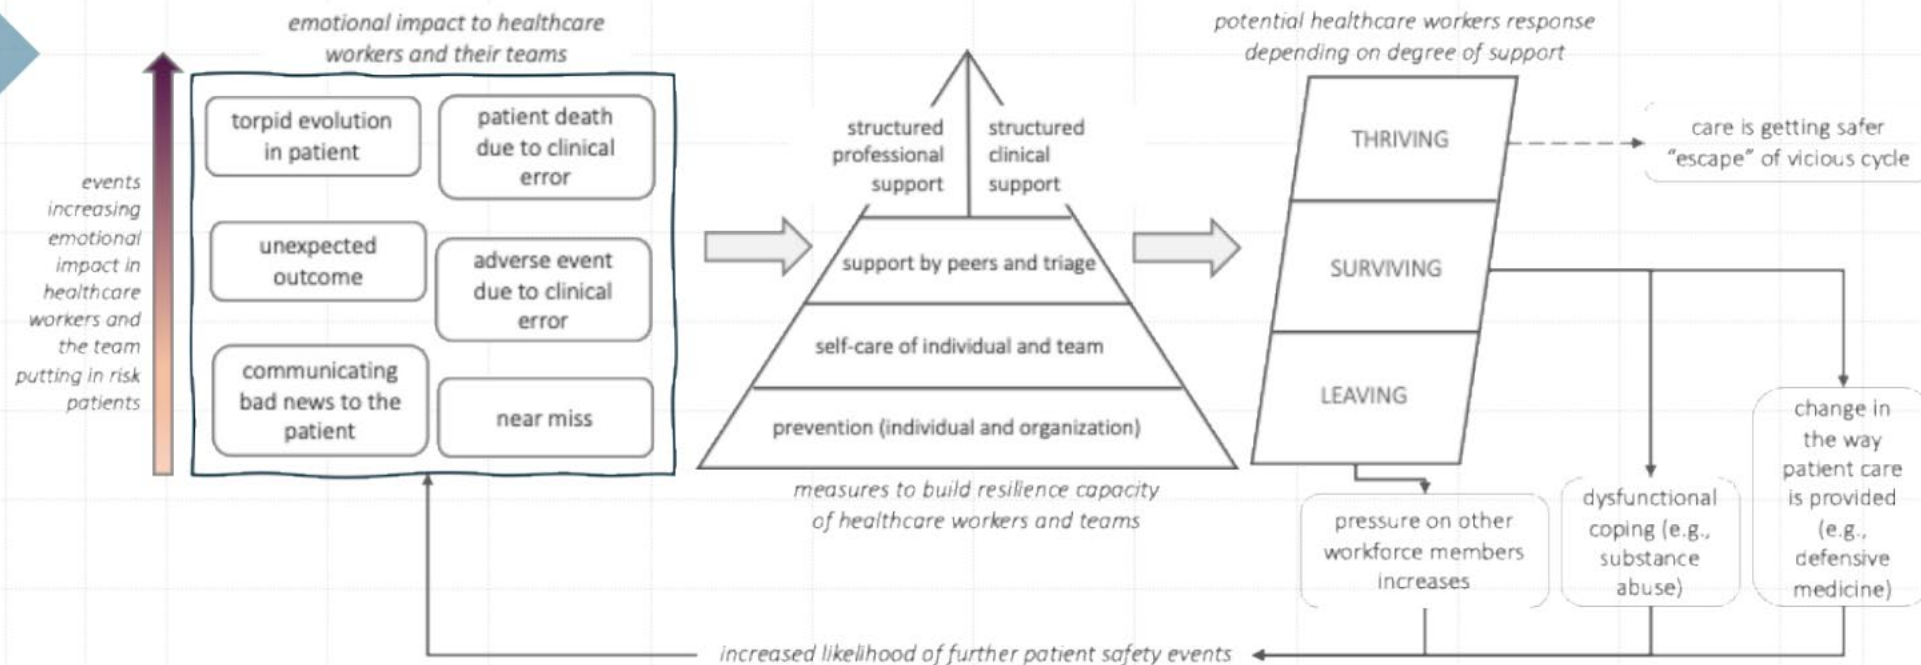 emotional impact to healthcare
workers and their teams
events
increasing
emotional
impact in
healthcare
workers and
the team
putting in risk
patients
torpid evolution
in patient
patient death
due to clinical
error
unexpected
outcome
adverse event
due to clinical
error
communicating
bad news to the
patient
near miss
structured
professional
support
structured
clinical
support
support by peers and triage
self-care of individual and team
prevention (individual and organization)
measures to build resilience capacity
of healthcare workers and teams
potential healthcare workers response
depending on degree of support
THRIVING
SURVIVING
LEAVING
care is getting safer
"escape" of vicious cycle
pressure on other
workforce members
increases
dysfunctional
coping (e.g.,
substance
abuse)
change in
the way
patient care
is provided
(e.g.,
defensive
medicine)
increased likelihood of further patient safety events